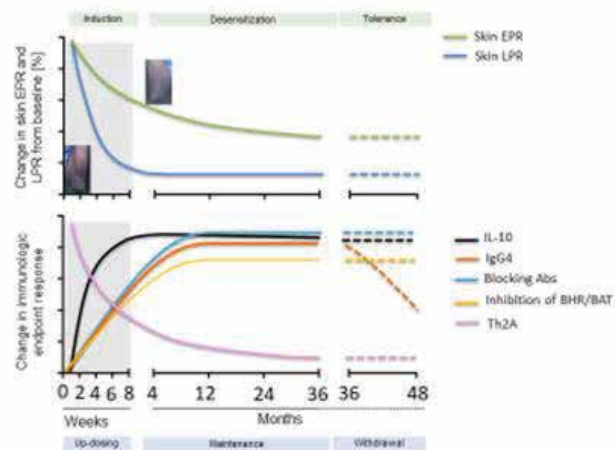 Induction
Desensitization
Tolerance
Change in skin EPR and
LPR from baseline [%]
Skin EPR
Skin LPR
Change in immunologic
endpoint response
IL-10
IgG4
Blocking Abs
Inhibition of BHR/BAT
Th2A
0 2 4 6 8 4 12 24 36 36 48
Weeks
Months
Up-dosing
Maintenance
Withdrawal